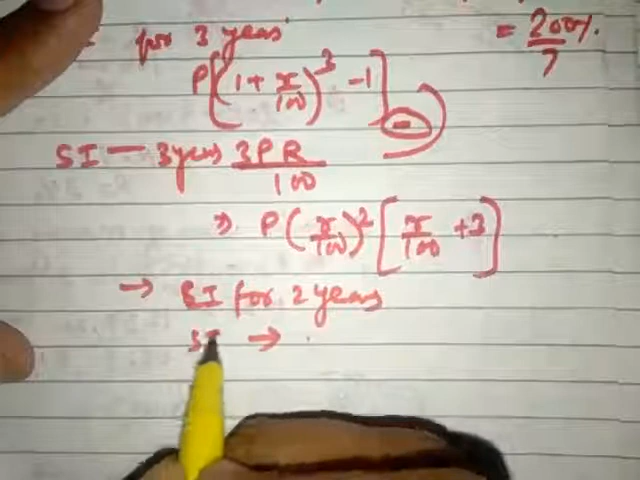 for 3 years
= 200%/7
P[(1 + x/100)^3 - 1]
SI — 3 years 3PR/100
⇒ P(x/100)^2 [x/100 + 3]
→ SI for 2 years
SI →